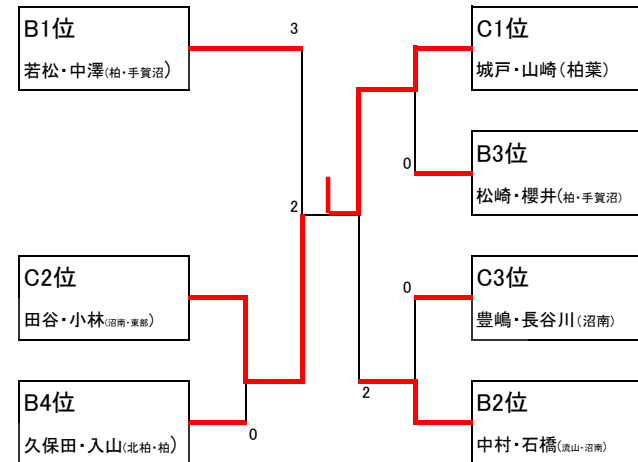 B1位
若松・中澤(柏・手賀沼)
3
C1位
城戸・山崎(柏葉)
0
B3位
松崎・櫻井(柏・手賀沼)
2
C2位
田谷・小林(沼南・東部)
0
C3位
豊嶋・長谷川(沼南)
B4位
久保田・入山(北柏・柏)
0
2
B2位
中村・石橋(流山・沼南)